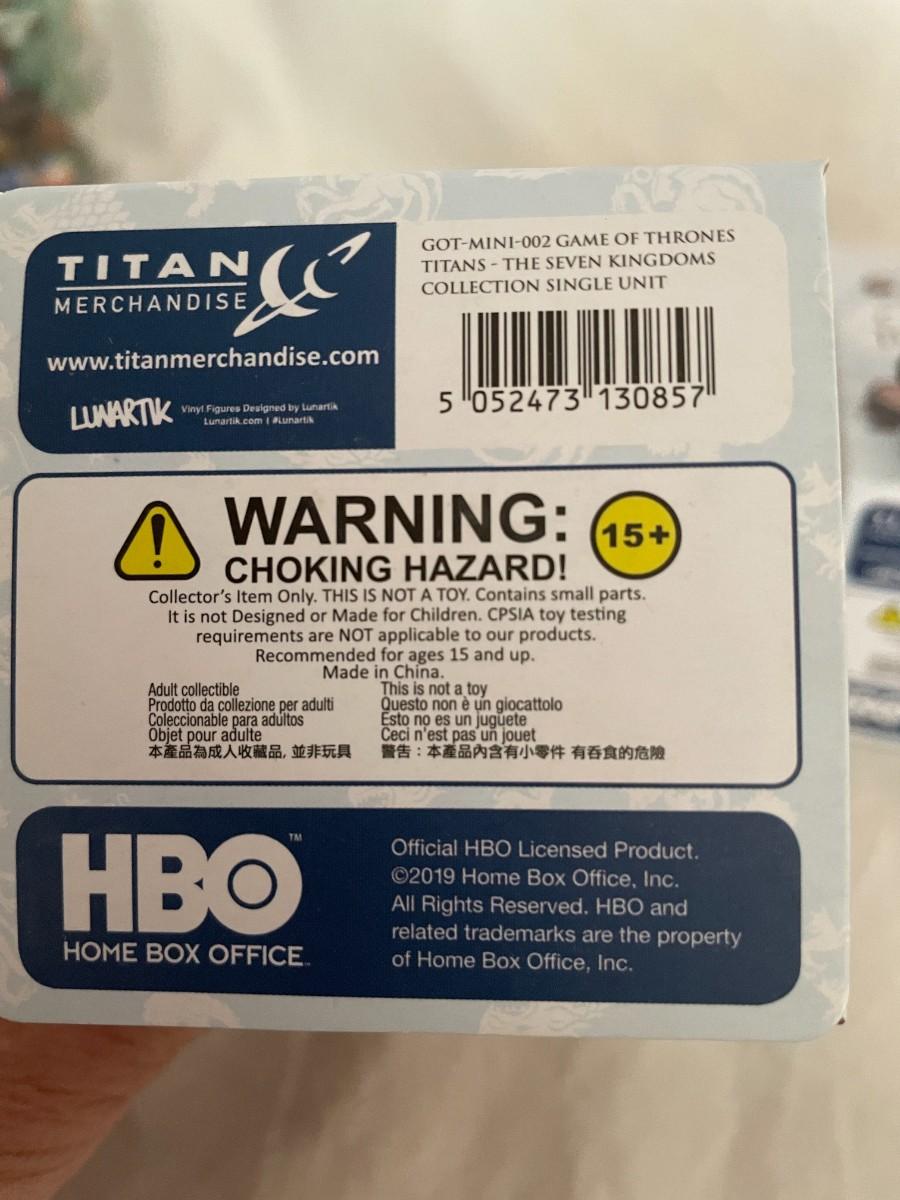 TITAN
MERCHANDISE
www.titanmerchandise.com
LUNARTIK
Vinyl Figures Designed by Lunartik
Lunartik.com | #Lunartik
GOT-MINI-002 GAME OF THRONES
TITANS - THE SEVEN KINGDOMS
COLLECTION SINGLE UNIT
5 052473 130857
WARNING:
CHOKING HAZARD!
15+
Collector's Item Only. THIS IS NOT A TOY. Contains small parts.
It is not Designed or Made for Children. CPSIA toy testing
requirements are NOT applicable to our products.
Recommended for ages 15 and up.
Made in China.
Adult collectible
Prodotto da collezione per adulti
Coleccionable para adultos
Objet pour adulte
本產品為成人收藏品, 並非玩具
This is not a toy
Questo non è un giocattolo
Esto no es un juguete
Ceci n'est pas un jouet
警告：本產品內含有小零件 有吞食的危險
HBO™
HOME BOX OFFICE
Official HBO Licensed Product.
©2019 Home Box Office, Inc.
All Rights Reserved. HBO and
related trademarks are the property
of Home Box Office, Inc.